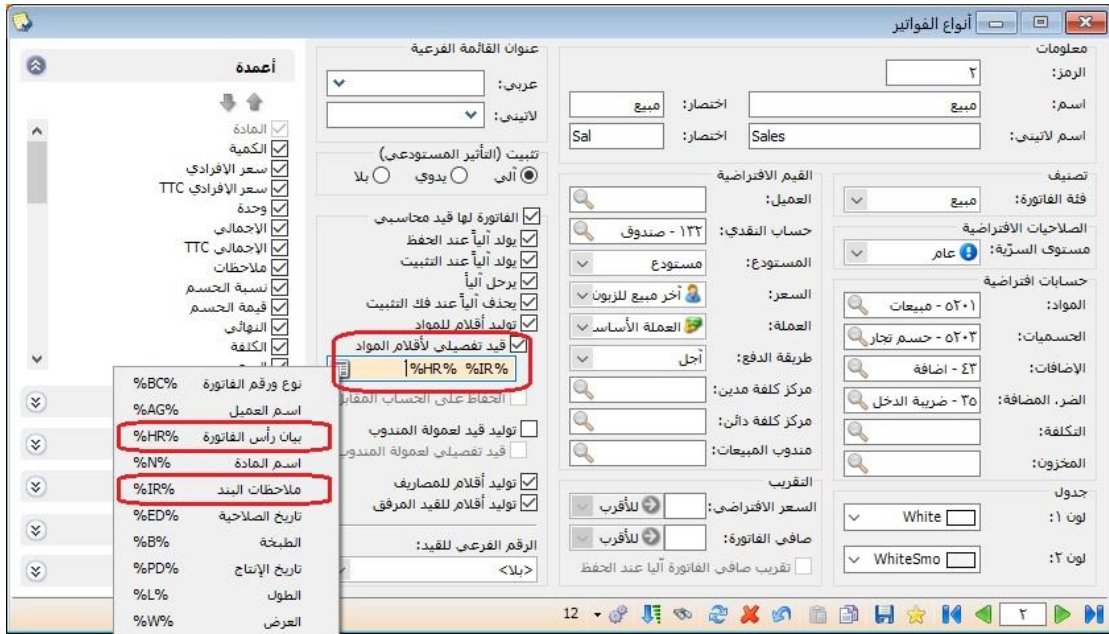 أنواع الفواتير
معلومات
الرمز: ٢
اسم: مبيع اختصار: مبيع
اسم لاتيني: Sales اختصار: Sal
تصنيف
فئة الفاتورة: مبيع
الصلاحيات الافتراضية
مستوى السرّية: عام
حسابات افتراضية
المواد: ٥٢٠١ - مبيعات
الحسميات: ٥٢٠٣ - حسم تجار
الإضافات: ٤٣ - اضافة
الضر. المضافة: ٣٥ - ضريبة الدخل
التكلفة:
المخزون:
جدول
لون ١: White
لون ٢: WhiteSmo
القيم الافتراضية
العميل:
حساب النقدي: ١٣٢ - صندوق
المستودع: مستودع
السعر: آخر مبيع للزبون
العملة: العملة الأساس
طريقة الدفع: آجل
مركز كلفة مدين:
مركز كلفة دائن:
مندوب المبيعات:
التقريب
السعر الافتراضي: للأقرب
صافي الفاتورة: للأقرب
تقريب صافي الفاتورة آليا عند الحفظ
عنوان القائمة الفرعية
عربي:
لاتيني:
تثبيت (التأثير المستودعي)
آلي يدوي بلا
الفاتورة لها قيد محاسبي
يولد آلياً عند الحفظ
يولد آلياً عند التثبيت
يرحل آلياً
يحذف آلياً عند فك التثبيت
توليد أقلام للمواد
قيد تفصيلي لأقلام المواد
%HR% %IR%
الحفاظ على الحساب المقابل
توليد قيد لعمولة المندوب
قيد تفصيلي لعمولة المندوب
توليد أقلام للمصاريف
توليد أقلام للقيد المرفق
الرقم الفرعي للقيد:
<بلا>
أعمدة
المادة
الكمية
سعر الإفرادي
سعر الإفرادي TTC
وحدة
الإجمالي
الإجمالي TTC
ملاحظات
نسبة الحسم
قيمة الحسم
النهائي
الكلفة
نوع ورقم الفاتورة %BC%
اسم العميل %AG%
بيان رأس الفاتورة %HR%
اسم المادة %N%
ملاحظات البند %IR%
تاريخ الصلاحية %ED%
الطبخة %B%
تاريخ الإنتاج %PD%
الطول %L%
العرض %W%
12
٢